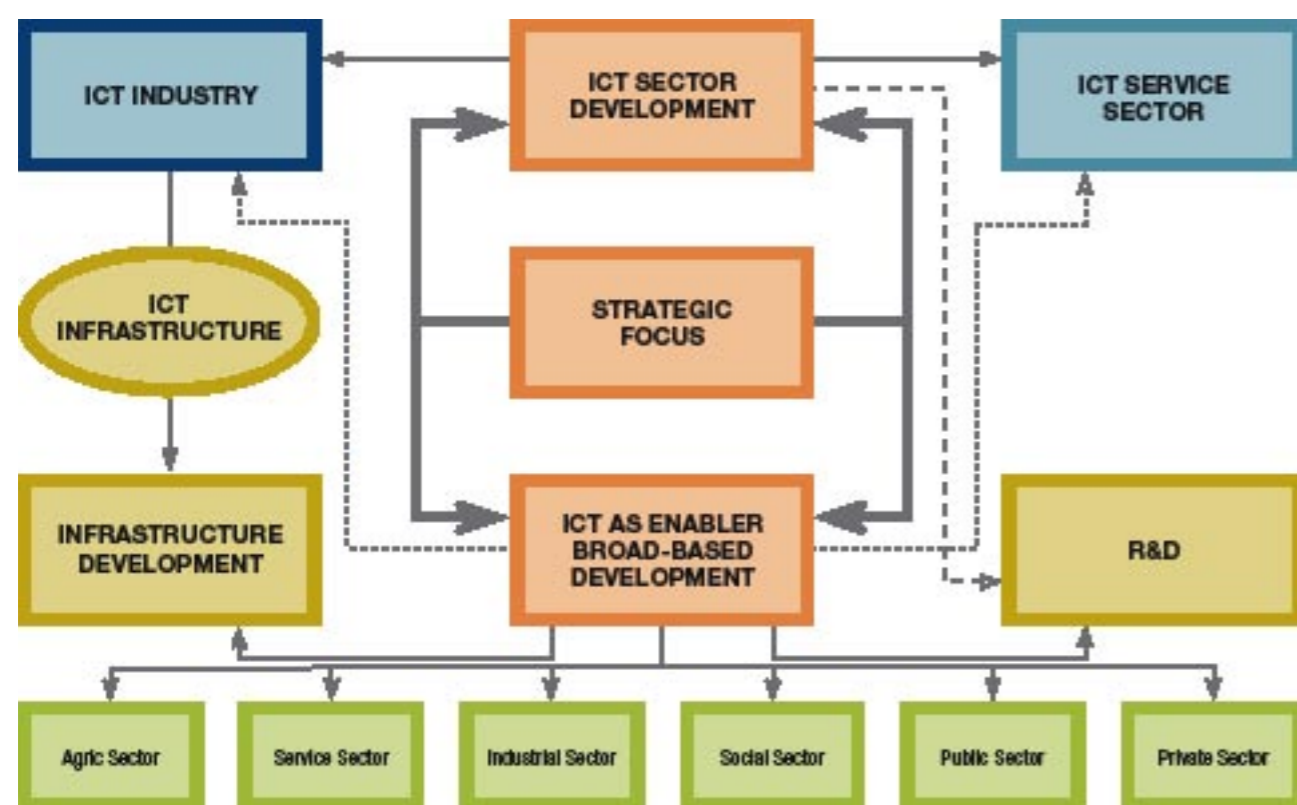 ICT INDUSTRY
ICT SECTOR
DEVELOPMENT
ICT SERVICE
SECTOR
ICT
INFRASTRUCTURE
STRATEGIC
FOCUS
INFRASTRUCTURE
DEVELOPMENT
ICT AS ENABLER
BROAD-BASED
DEVELOPMENT
R&D
Agric Sector
Service Sector
Industrial Sector
Social Sector
Public Sector
Private Sector